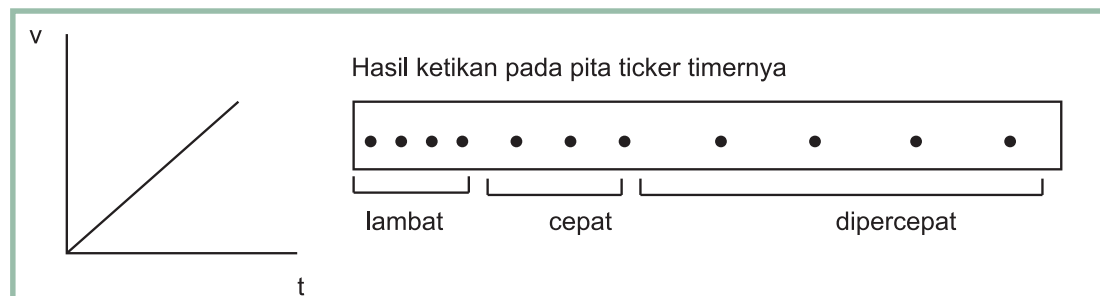 v
Hasil ketikan pada pita ticker timernya
lambat
cepat
dipercepat
t